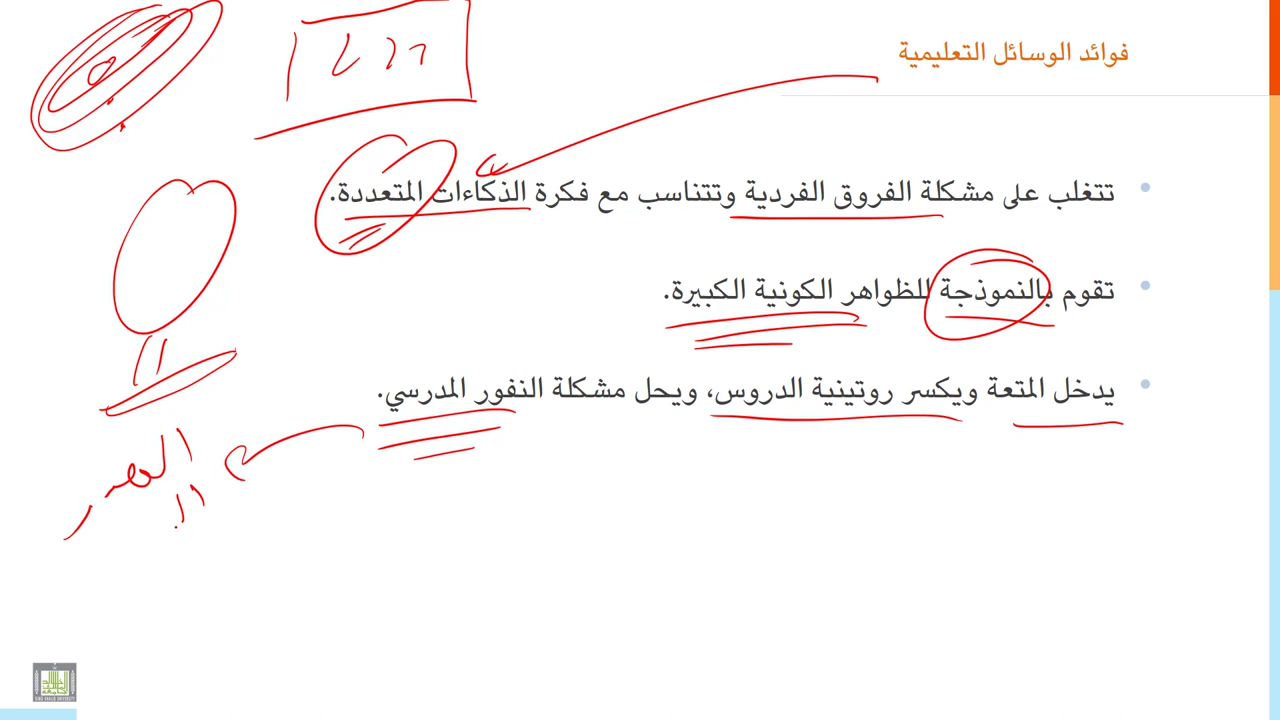 فوائد الوسائل التعليمية
تتغلب على مشكلة الفروق الفردية وتتناسب مع فكرة الذكاءات المتعددة.
تقوم بالنموذجة للظواهر الكونية الكبيرة.
يدخل المتعة ويكسر روتينية الدروس، ويحل مشكلة النفور المدرسي.